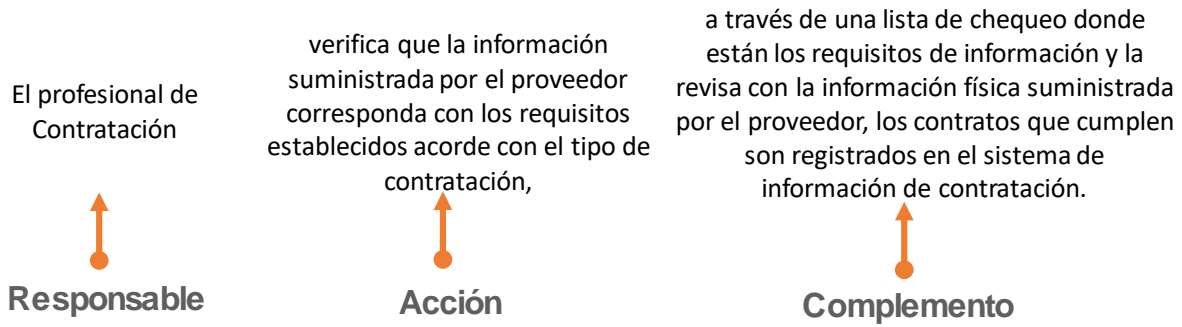 El profesional de
Contratación
verifica que la información
suministrada por el proveedor
corresponda con los requisitos
establecidos acorde con el tipo de
contratación,
a través de una lista de chequeo donde
están los requisitos de información y la
revisa con la información física suministrada
por el proveedor, los contratos que cumplen
son registrados en el sistema de
información de contratación.
Responsable
Acción
Complemento